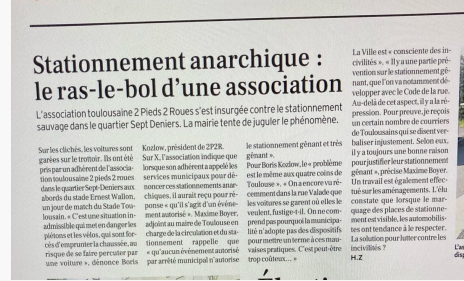 Stationnement anarchique :
le ras-le-bol d'une association
L'association toulousaine 2 Pieds 2 Roues s'est insurgée contre le stationnement
sauvage dans le quartier Sept Deniers. La mairie tente de juguler le phénomène.
Sur les clichés, les voitures sont
garées sur le trottoir. Ils ont été
pris par un adhérent de l'associa-
tion toulousaine 2 pieds 2 roues
dans le quartier Sept-Deniers aux
abords du stade Ernest Wallon,
un jour de match du Stade Tou-
lousain. « C'est une situation in-
admissible qui met en danger les
piétons et les vélos, qui sont for-
cés d'emprunter la chaussée, au
risque de se faire percuter par
une voiture », dénonce Boris
Kozlow, président de 2P2R.
Sur X, l'association indique que
lorsque son adhérent a appelé les
services municipaux pour dé-
noncer ces stationnements anar-
chiques, il aurait reçu pour ré-
ponse « qu'il s'agit d'un événe-
ment autorisé ». Maxime Boyer,
adjoint au maire de Toulouse en
charge de la circulation et du sta-
tionnement rappelle que
« qu'aucun événement autorisé
par arrêté municipal n'autorise
le stationnement gênant et très
gênant ».
Pour Boris Kozlow, le « problème
est le même aux quatre coins de
Toulouse ». « On a encore vu ré-
cemment dans la rue Valade que
les voitures se garent où elles le
veulent, fustige-t-il. On ne com-
prend pas pourquoi la municipa-
lité n'adopte pas des dispositifs
pour mettre un terme à ces mau-
vaises pratiques. C'est peut-être
trop coûteux... »
La Ville est « consciente des in-
civilités ». « Il y a une partie pré-
vention sur le stationnement gê-
nant, que l'on va notamment dé-
velopper avec le Code de la rue.
Au-delà de cet aspect, il y a la ré-
pression. Pour preuve, je reçois
un certain nombre de courriers
de Toulousains qui se disent ver-
baliser injustement. Selon eux,
il y a toujours une bonne raison
pour justifier leur stationnement
gênant », précise Maxime Boyer.
Un travail est également effec-
tué sur les aménagements. L'élu
constate que lorsque le mar-
quage des places de stationne-
ment est visible, les automobilis-
tes ont tendance à le respecter.
La solution pour lutter contre les
incivilités ?
H.Z